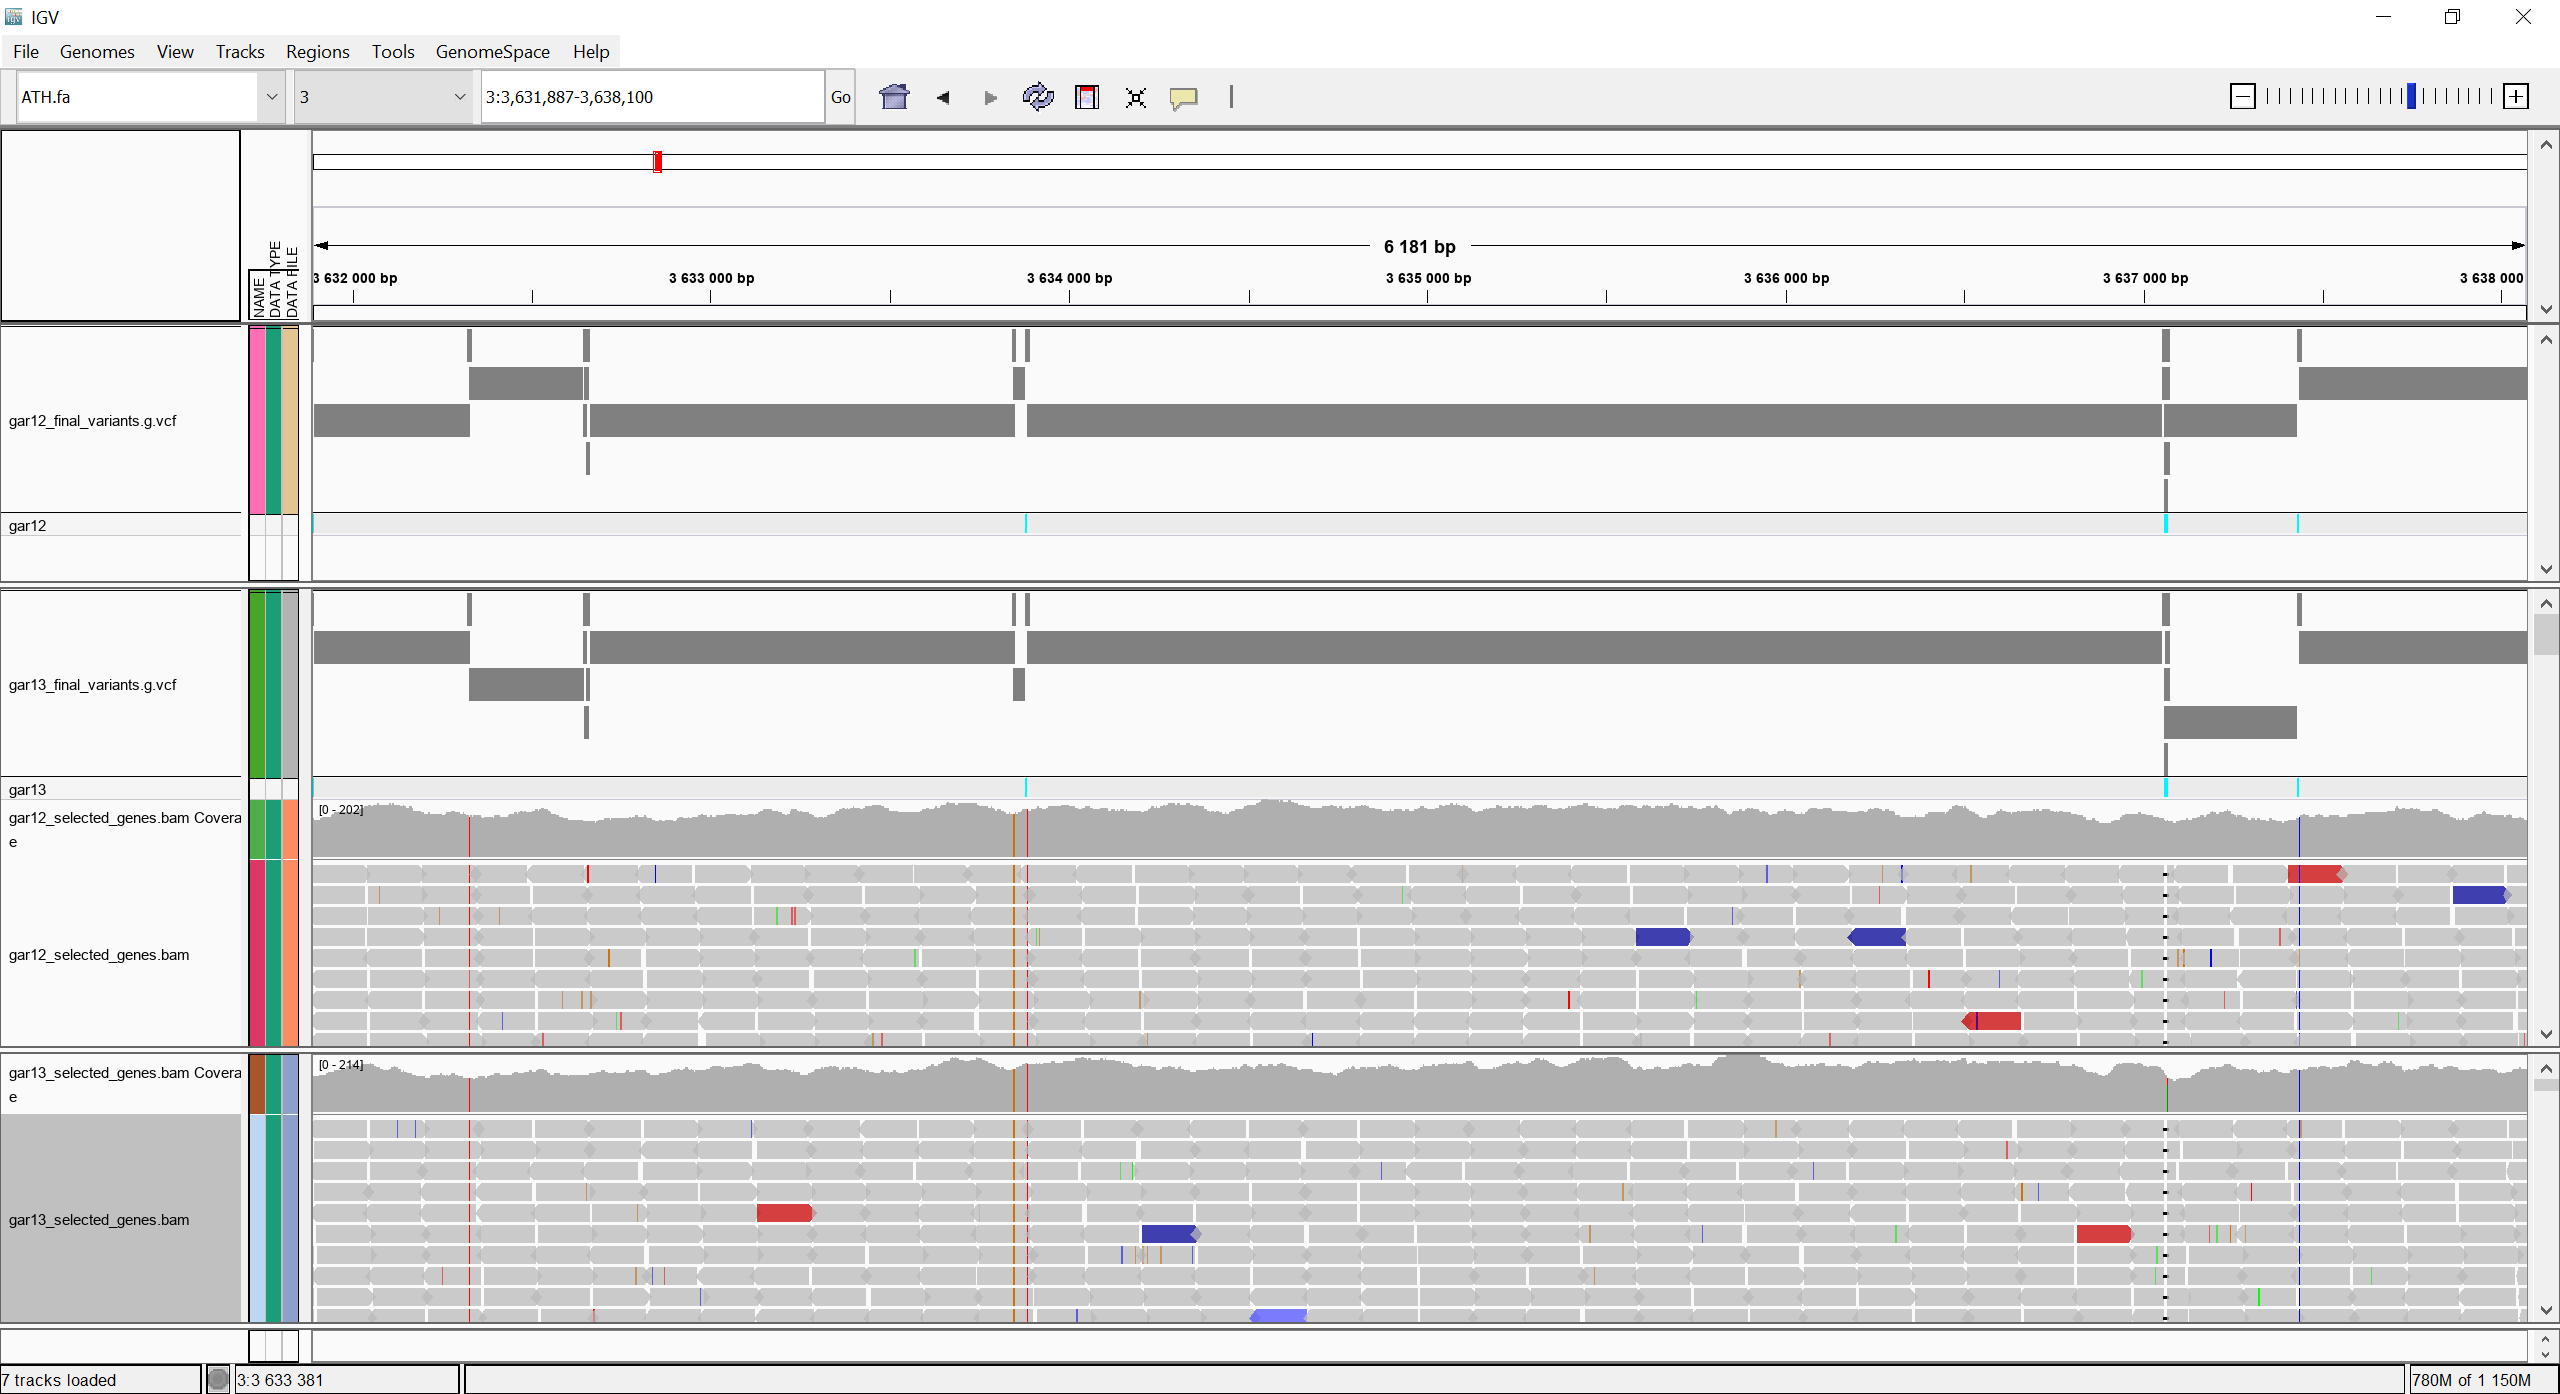 IGV
File Genomes View Tracks Regions Tools GenomeSpace Help
ATH.fa 3 3:3,631,887-3,638,100 Go
NAME
DATA TYPE
DATA FILE
6 181 bp
3 632 000 bp 3 633 000 bp 3 634 000 bp 3 635 000 bp 3 636 000 bp 3 637 000 bp 3 638 000
gar12_final_variants.g.vcf
gar12
gar13_final_variants.g.vcf
gar13
gar12_selected_genes.bam Covera
e
[0 - 202]
gar12_selected_genes.bam
gar13_selected_genes.bam Covera
e
[0 - 214]
gar13_selected_genes.bam
7 tracks loaded 3:3 633 381 780M of 1 150M